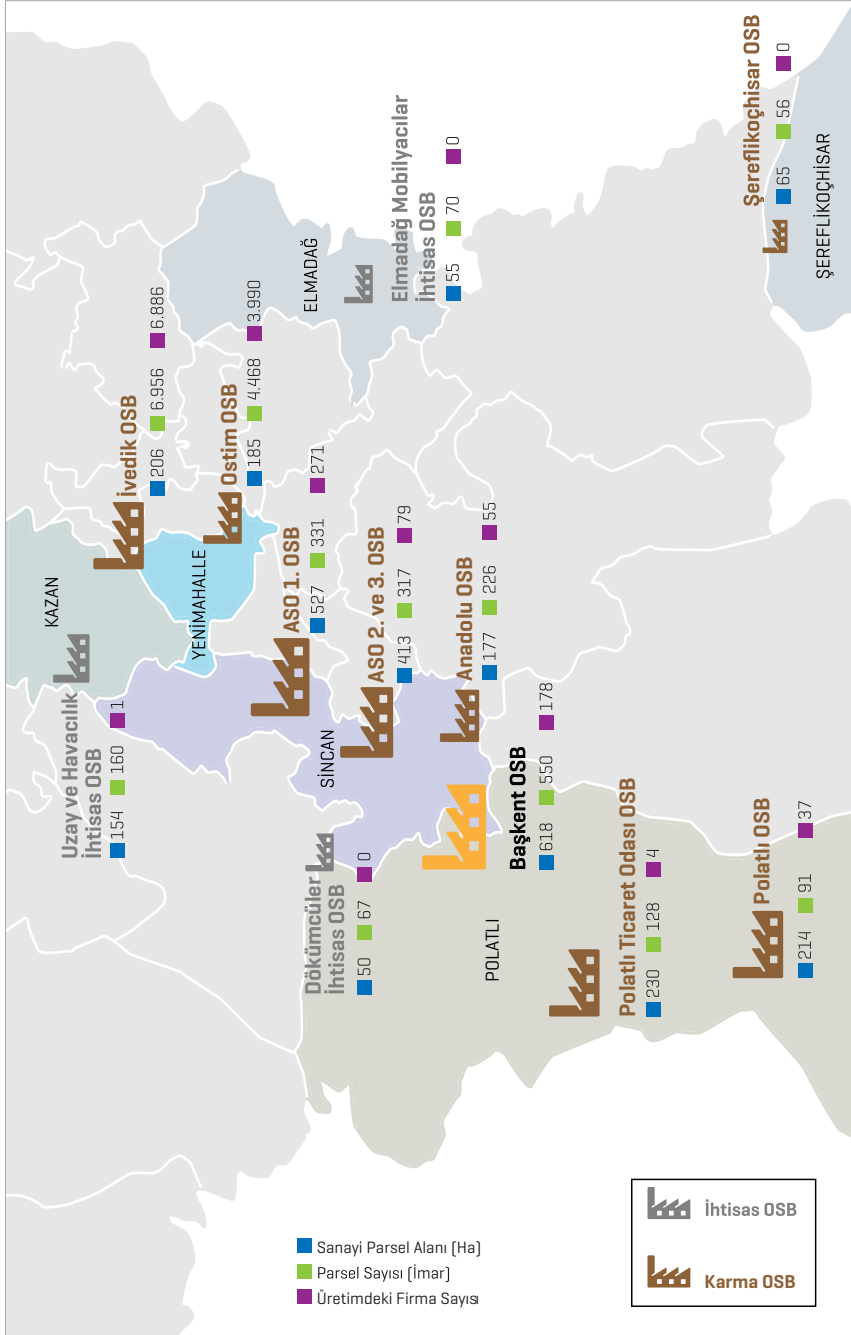 KAZAN
Uzay ve Havacılık
İhtisas OSB
154 160 1
YENİMAHALLE
İvedik OSB
206 6.956 6.886
Ostim OSB
185 4.468 3.990
ELMADAĞ
Elmadağ Mobilyacılar
İhtisas OSB
55 70 0
ASO 1. OSB
527 331 271
SİNCAN
ASO 2. ve 3. OSB
413 317 79
Anadolu OSB
177 226 55
Dökümcüler
İhtisas OSB
50 67 0
Başkent OSB
618 550 178
POLATLI
Polatlı Ticaret Odası OSB
230 128 4
Polatlı OSB
214 91 37
Şereflikoçhisar OSB
65 56 0
ŞEREFLİKOÇHİSAR
Sanayi Parsel Alanı (Ha)
Parsel Sayısı (İmar)
Üretimdeki Firma Sayısı
İhtisas OSB
Karma OSB